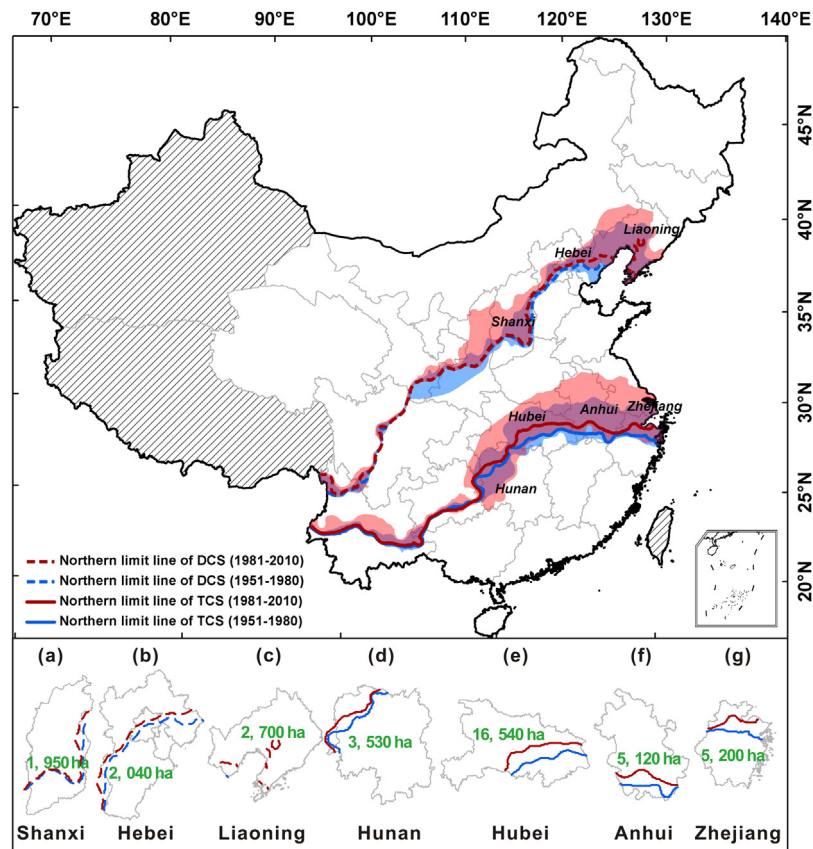 70°E 80°E 90°E 100°E 110°E 120°E 130°E 140°E
45°N
40°N
35°N
30°N
25°N
20°N
Liaoning
Hebei
Shanxi
Hubei
Anhui
Zhejiang
Hunan
Northern limit line of DCS (1981-2010)
Northern limit line of DCS (1951-1980)
Northern limit line of TCS (1981-2010)
Northern limit line of TCS (1951-1980)
(a) (b) (c) (d) (e) (f) (g)
1, 950 ha
2, 040 ha
2, 700 ha
3, 530 ha
16, 540 ha
5, 120 ha
5, 200 ha
Shanxi Hebei Liaoning Hunan Hubei Anhui Zhejiang